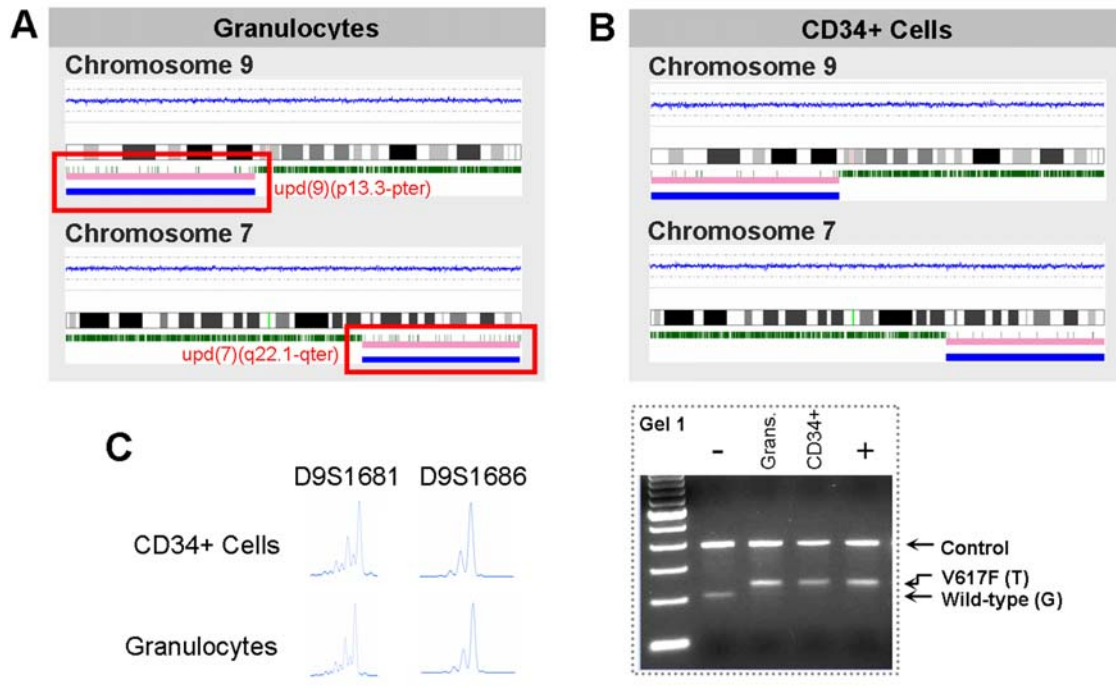 A
Granulocytes
Chromosome 9
upd(9)(p13.3-pter)
Chromosome 7
upd(7)(q22.1-qter)
B
CD34+ Cells
Chromosome 9
Chromosome 7
C
D9S1681 D9S1686
CD34+ Cells
Granulocytes
Gel 1
- Grans. CD34+ +
Control
V617F (T)
Wild-type (G)